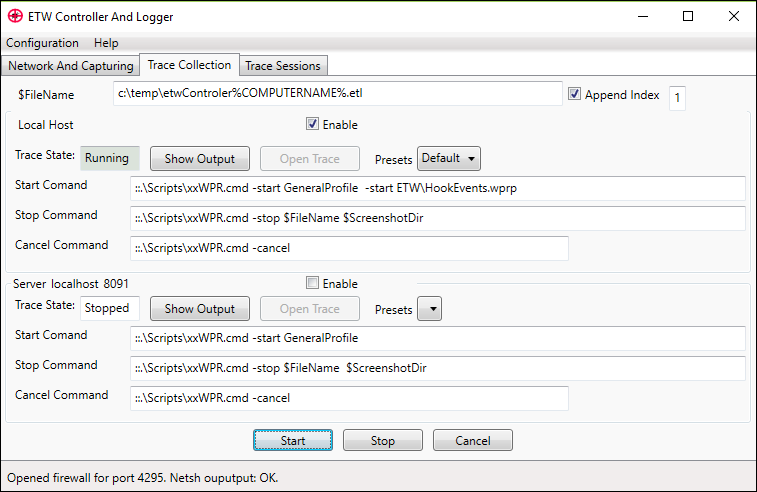 ETW Controller And Logger
Configuration Help
Network And Capturing Trace Collection Trace Sessions
$FileName c:\temp\etwControler%COMPUTERNAME%.etl Append Index 1
Local Host Enable
Trace State: Running Show Output Open Trace Presets Default
Start Comand ::.\Scripts\xxWPR.cmd -start GeneralProfile  -start ETW\HookEvents.wprp
Stop Command ::.\Scripts\xxWPR.cmd -stop $FileName $ScreenshotDir
Cancel Command ::.\Scripts\xxWPR.cmd -cancel
Server localhost 8091 Enable
Trace State: Stopped Show Output Open Trace Presets
Start Comand ::.\Scripts\xxWPR.cmd -start GeneralProfile
Stop Command ::.\Scripts\xxWPR.cmd -stop $FileName  $ScreenshotDir
Cancel Command ::.\Scripts\xxWPR.cmd -cancel
Start Stop Cancel
Opened firewall for port 4295. Netsh ouputput: OK.